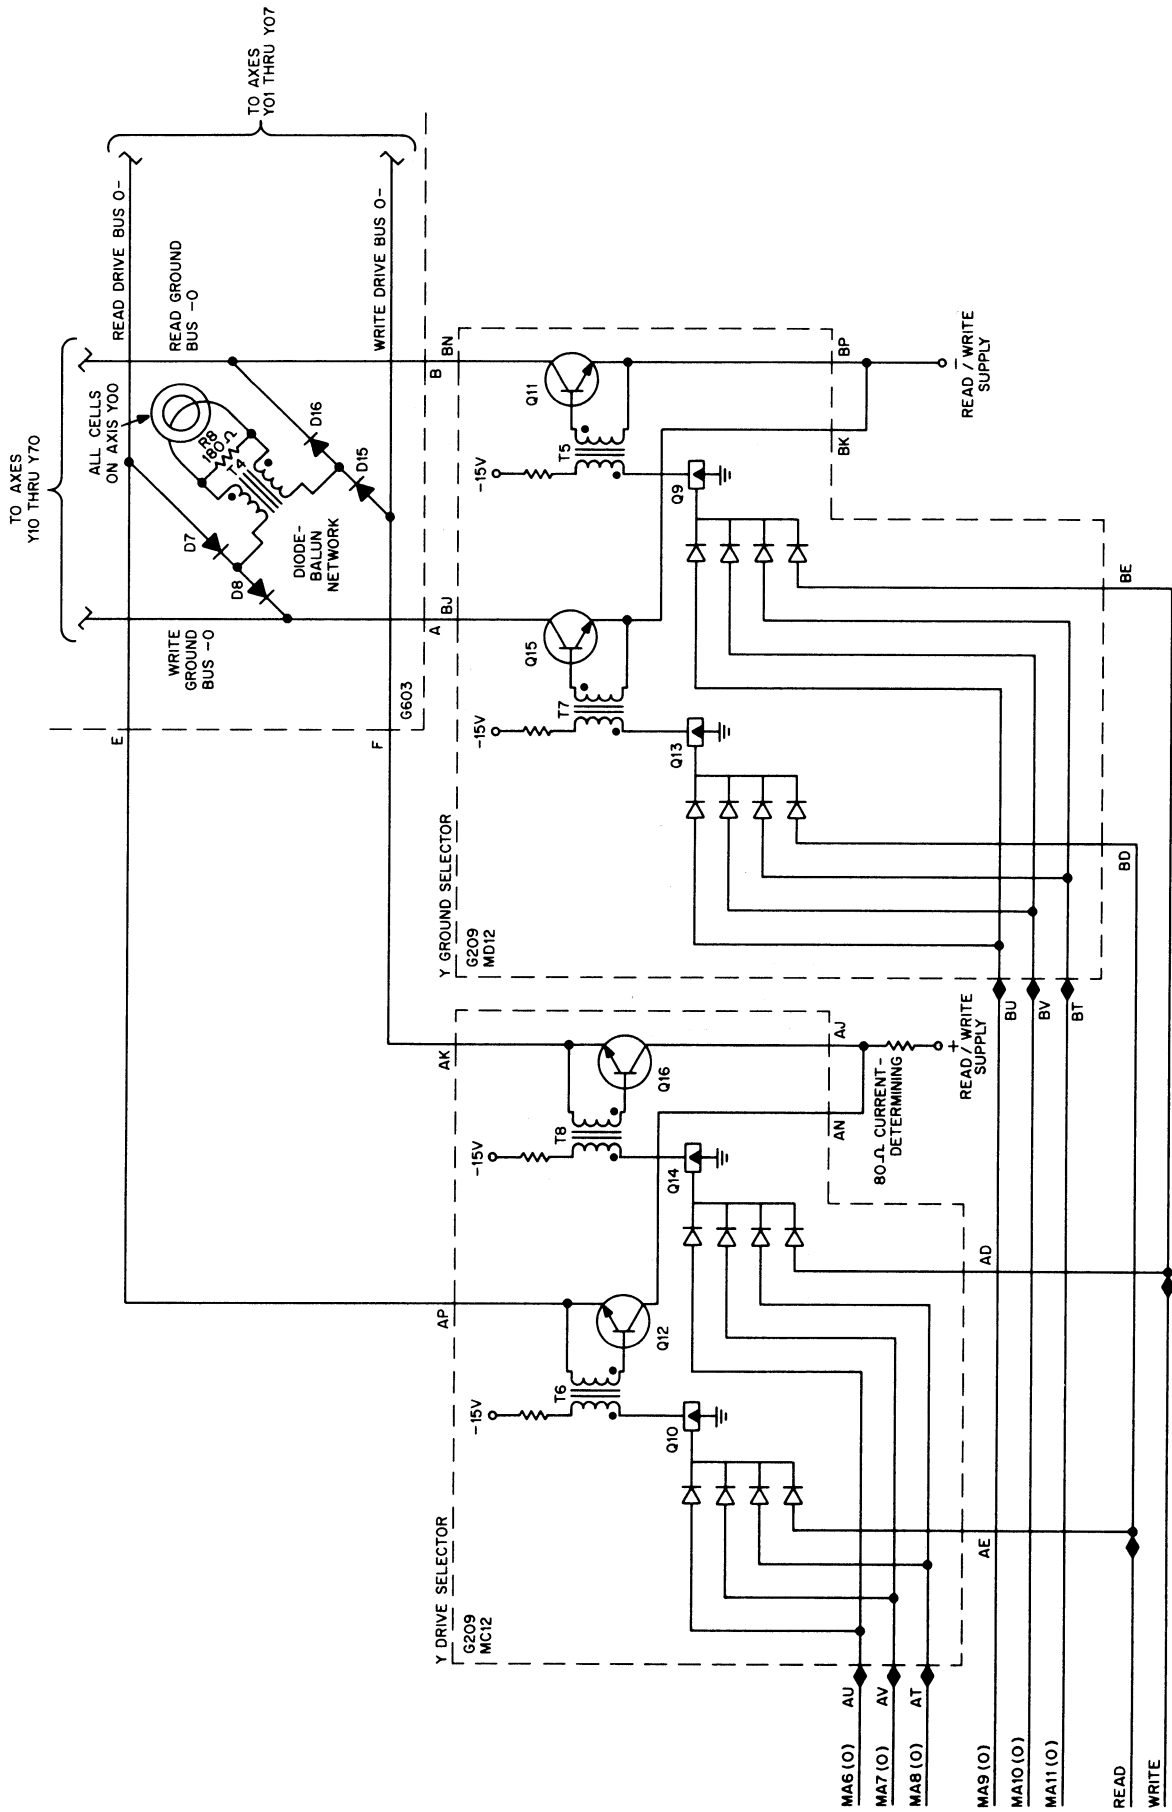 TO AXES
Y10 THRU Y70
TO AXES
Y01 THRU Y07
READ DRIVE BUS 0-
WRITE DRIVE BUS 0-
READ GROUND
BUS -0
WRITE
GROUND
BUS -0
ALL CELLS
ON AXIS Y00
R8
180Ω
T4
D7
D8
D16
D15
DIODE-
BALUN
NETWORK
G603
E
F
A
B
BJ
BN
Y GROUND SELECTOR
G209
MD12
Q11
Q15
T5
T7
-15V
-15V
Q9
Q13
BP
BK
- READ / WRITE
SUPPLY
BE
BD
BU
BV
BT
Y DRIVE SELECTOR
G209
MC12
AK
AP
Q16
Q12
T8
T6
-15V
-15V
Q14
Q10
AJ
AN
80-Ω CURRENT-
DETERMINING
+ READ / WRITE
SUPPLY
AD
AE
AU
AV
AT
MA6 (0)
MA7 (0)
MA8 (0)
MA9 (0)
MA10 (0)
MA11 (0)
READ
WRITE